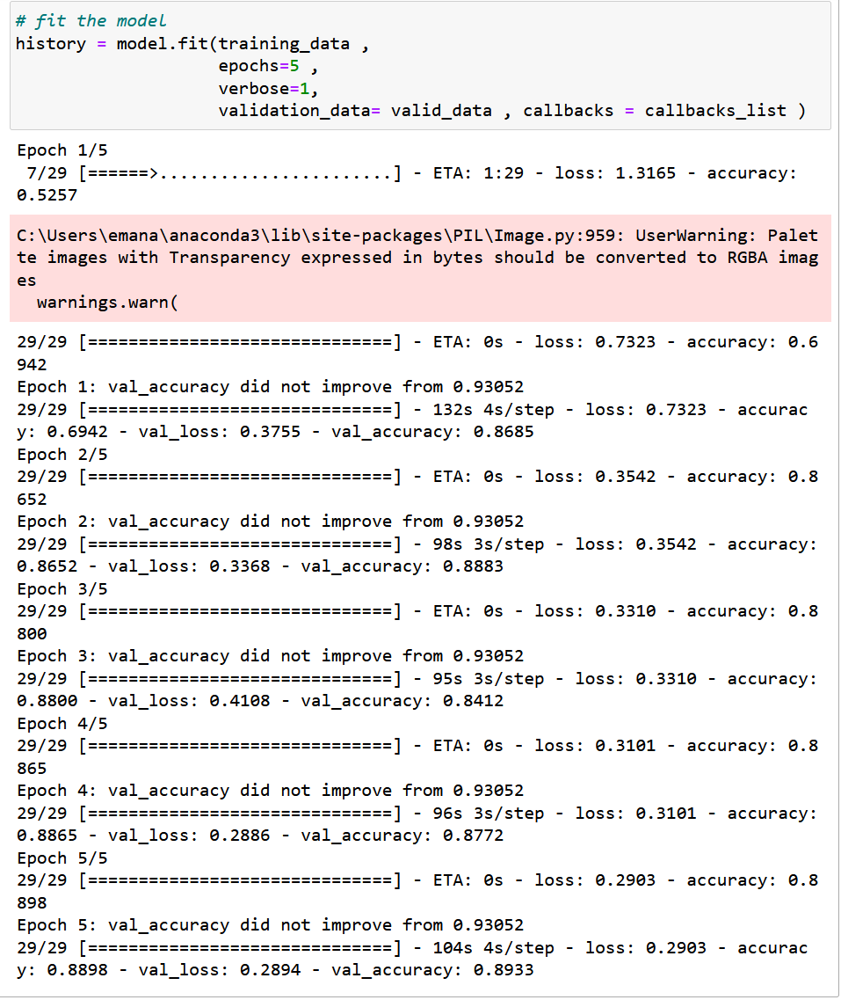 # fit the model
history = model.fit(training_data ,
                    epochs=5 ,
                    verbose=1,
                    validation_data= valid_data , callbacks = callbacks_list )
Epoch 1/5
 7/29 [======>.......................] - ETA: 1:29 - loss: 1.3165 - accuracy:
0.5257
C:\Users\emana\anaconda3\lib\site-packages\PIL\Image.py:959: UserWarning: Palet
te images with Transparency expressed in bytes should be converted to RGBA imag
es
  warnings.warn(
29/29 [==============================] - ETA: 0s - loss: 0.7323 - accuracy: 0.6
942
Epoch 1: val_accuracy did not improve from 0.93052
29/29 [==============================] - 132s 4s/step - loss: 0.7323 - accurac
y: 0.6942 - val_loss: 0.3755 - val_accuracy: 0.8685
Epoch 2/5
29/29 [==============================] - ETA: 0s - loss: 0.3542 - accuracy: 0.8
652
Epoch 2: val_accuracy did not improve from 0.93052
29/29 [==============================] - 98s 3s/step - loss: 0.3542 - accuracy:
0.8652 - val_loss: 0.3368 - val_accuracy: 0.8883
Epoch 3/5
29/29 [==============================] - ETA: 0s - loss: 0.3310 - accuracy: 0.8
800
Epoch 3: val_accuracy did not improve from 0.93052
29/29 [==============================] - 95s 3s/step - loss: 0.3310 - accuracy:
0.8800 - val_loss: 0.4108 - val_accuracy: 0.8412
Epoch 4/5
29/29 [==============================] - ETA: 0s - loss: 0.3101 - accuracy: 0.8
865
Epoch 4: val_accuracy did not improve from 0.93052
29/29 [==============================] - 96s 3s/step - loss: 0.3101 - accuracy:
0.8865 - val_loss: 0.2886 - val_accuracy: 0.8772
Epoch 5/5
29/29 [==============================] - ETA: 0s - loss: 0.2903 - accuracy: 0.8
898
Epoch 5: val_accuracy did not improve from 0.93052
29/29 [==============================] - 104s 4s/step - loss: 0.2903 - accurac
y: 0.8898 - val_loss: 0.2894 - val_accuracy: 0.8933